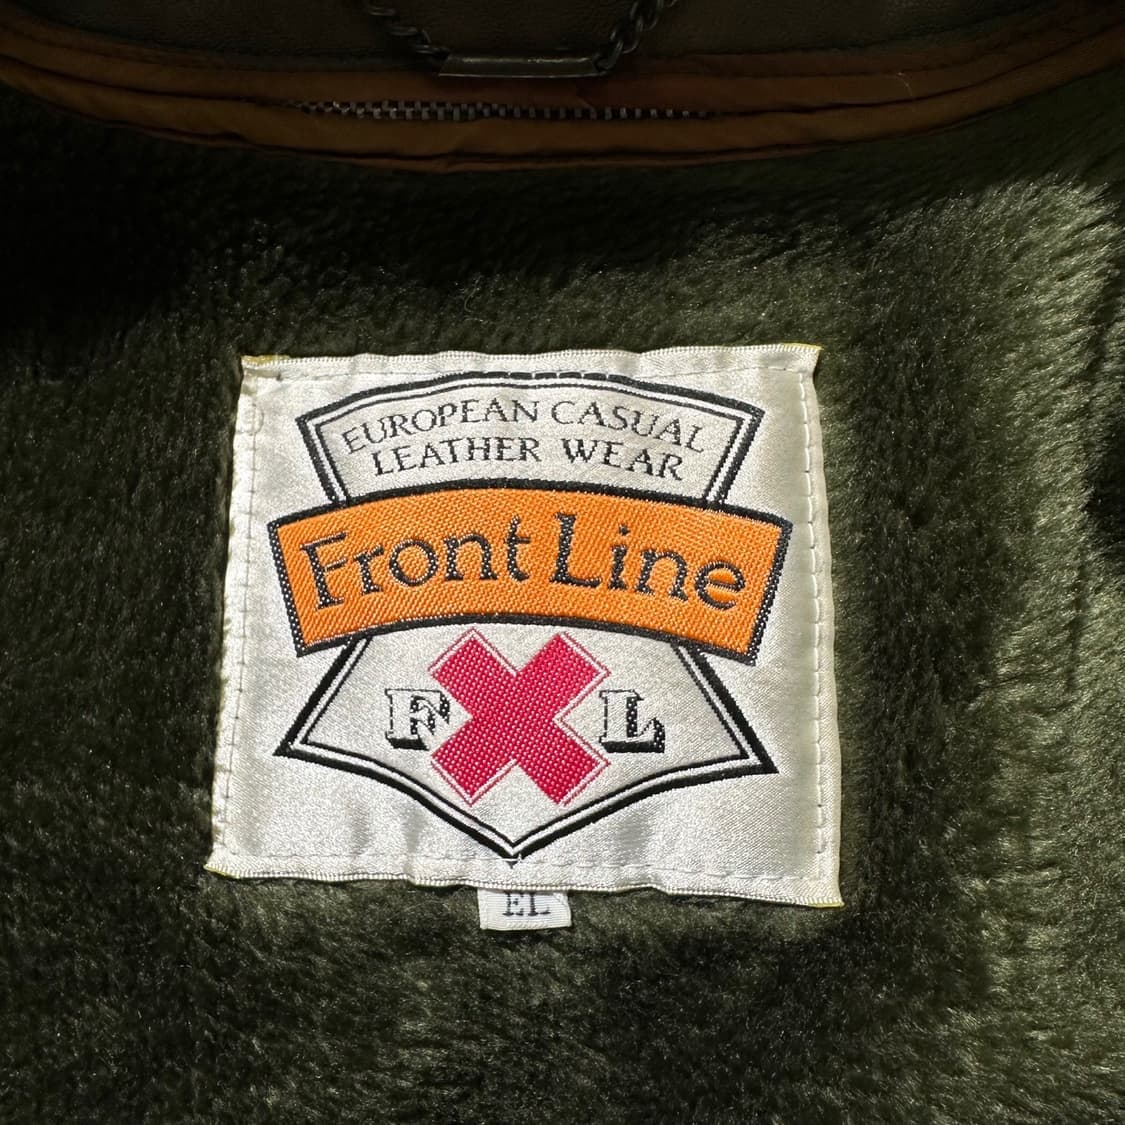 EUROPEAN CASUAL
LEATHER WEAR
Front Line
F L
EL